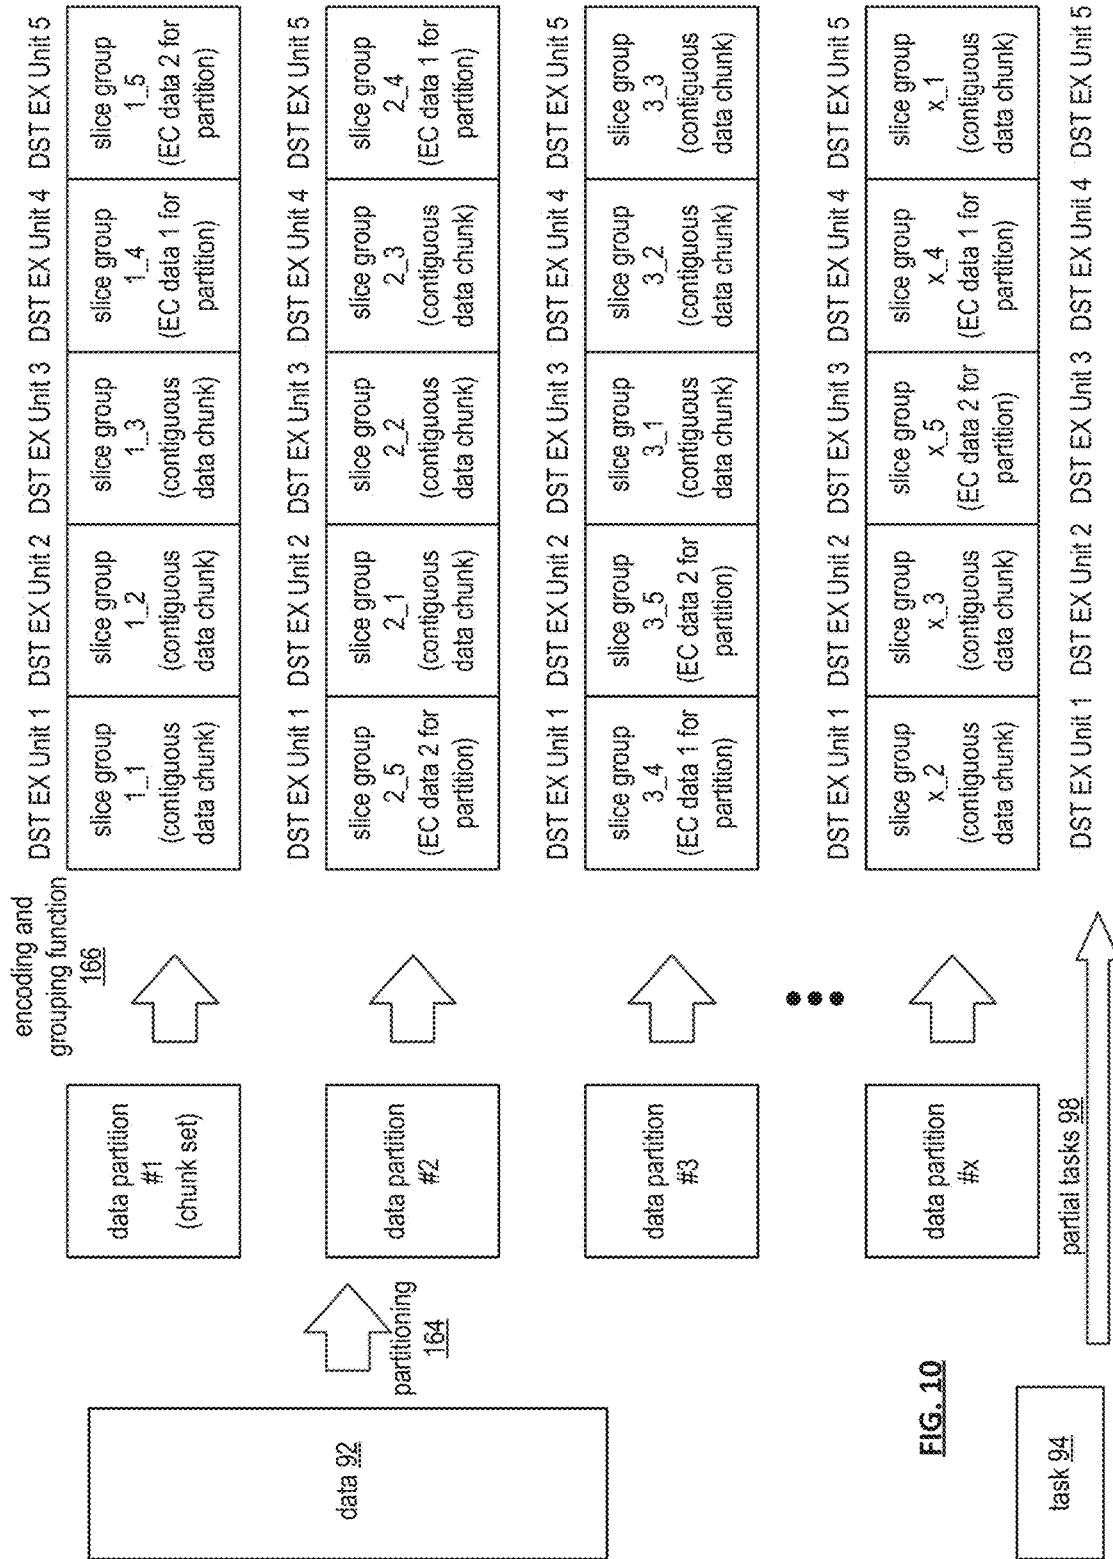 encoding and
grouping function
166
data 92
partitioning
164
data partition
#1
(chunk set)
DST EX Unit 1
DST EX Unit 2
DST EX Unit 3
DST EX Unit 4
DST EX Unit 5
slice group
1_1
(contiguous
data chunk)
slice group
1_2
(contiguous
data chunk)
slice group
1_3
(contiguous
data chunk)
slice group
1_4
(EC data 1 for
partition)
slice group
1_5
(EC data 2 for
partition)
data partition
#2
DST EX Unit 1
DST EX Unit 2
DST EX Unit 3
DST EX Unit 4
DST EX Unit 5
slice group
2_5
(EC data 2 for
partition)
slice group
2_1
(contiguous
data chunk)
slice group
2_2
(contiguous
data chunk)
slice group
2_3
(contiguous
data chunk)
slice group
2_4
(EC data 1 for
partition)
data partition
#3
DST EX Unit 1
DST EX Unit 2
DST EX Unit 3
DST EX Unit 4
DST EX Unit 5
slice group
3_4
(EC data 1 for
partition)
slice group
3_5
(EC data 2 for
partition)
slice group
3_1
(contiguous
data chunk)
slice group
3_2
(contiguous
data chunk)
slice group
3_3
(contiguous
data chunk)
data partition
#x
DST EX Unit 1
DST EX Unit 2
DST EX Unit 3
DST EX Unit 4
DST EX Unit 5
slice group
x_2
(contiguous
data chunk)
slice group
x_3
(contiguous
data chunk)
slice group
x_5
(EC data 2 for
partition)
slice group
x_4
(EC data 1 for
partition)
slice group
x_1
(contiguous
data chunk)
FIG. 10
task 94
partial tasks 98
DST EX Unit 1
DST EX Unit 2
DST EX Unit 3
DST EX Unit 4
DST EX Unit 5